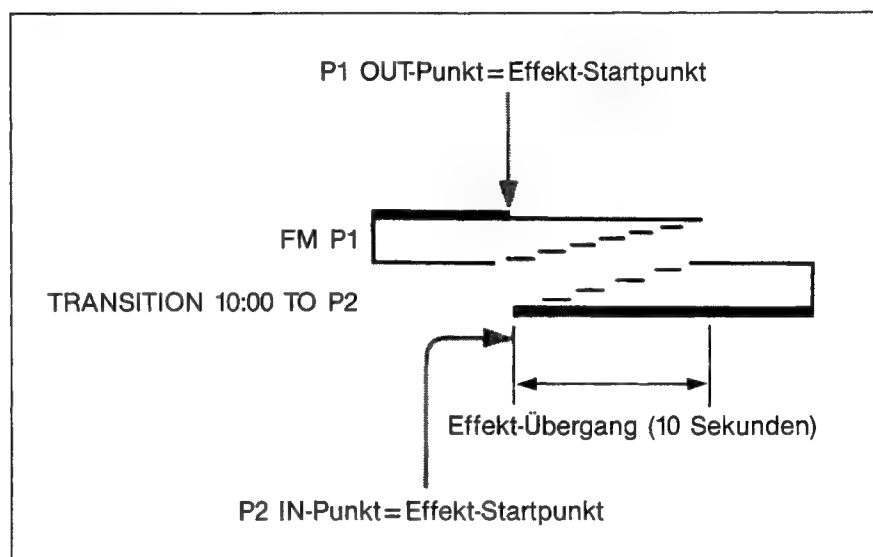 P1 OUT-Punkt=Effekt-Startpunkt
FM P1
TRANSITION 10:00 TO P2
Effekt-Übergang (10 Sekunden)
P2 IN-Punkt=Effekt-Startpunkt